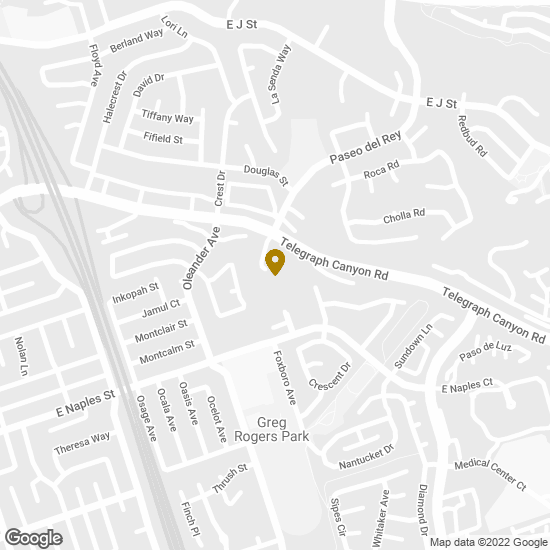 E J St
Lori Ln
Berland Way
Floyd Ave
La Senda Way
David Dr
Halecrest Dr
E J St
Tiffany Way
Redbud Rd
Fifield St
Paseo del Rey
Roca Rd
Douglas St
Crest Dr
Cholla Rd
Oleander Ave
Telegraph Canyon Rd
Inkopah St
Telegraph Canyon Rd
Jamul Ct
Montclair St
Sundown Ln
Nolan Ln
Montcalm St
Paso de Luz
Foxboro Ave
Crescent Dr
E Naples Ct
E Naples St
Osage Ave
Ocala Ave
Oasis Ave
Ocelot Ave
Greg
Rogers Park
Theresa Way
Nantucket Dr
Medical Center Ct
Thrush St
Diamond Dr
Finch Pl
Sipes Cir
Whitaker Ave
Google
Map data ©2022 Google